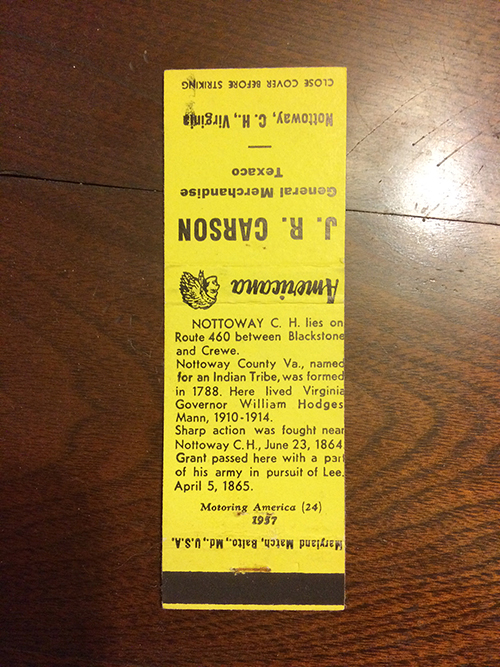 CLOSE COVER BEFORE STRIKING
Nottoway, C. H., Virginia
Texaco
General Merchandise
J. R. CARSON
Americana
NOTTOWAY C. H. lies on
Route 460 between Blackstone
and Crewe.
Nottoway County Va., named
for an Indian Tribe, was formed
in 1788. Here lived Virginia
Governor William Hodges
Mann, 1910-1914.
Sharp action was fought near
Nottoway C.H., June 23, 1864
Grant passed here with a part
of his army in pursuit of Lee.
April 5, 1865.
Motoring America (24)
1957
Maryland Match, Balto., Md., U.S.A.